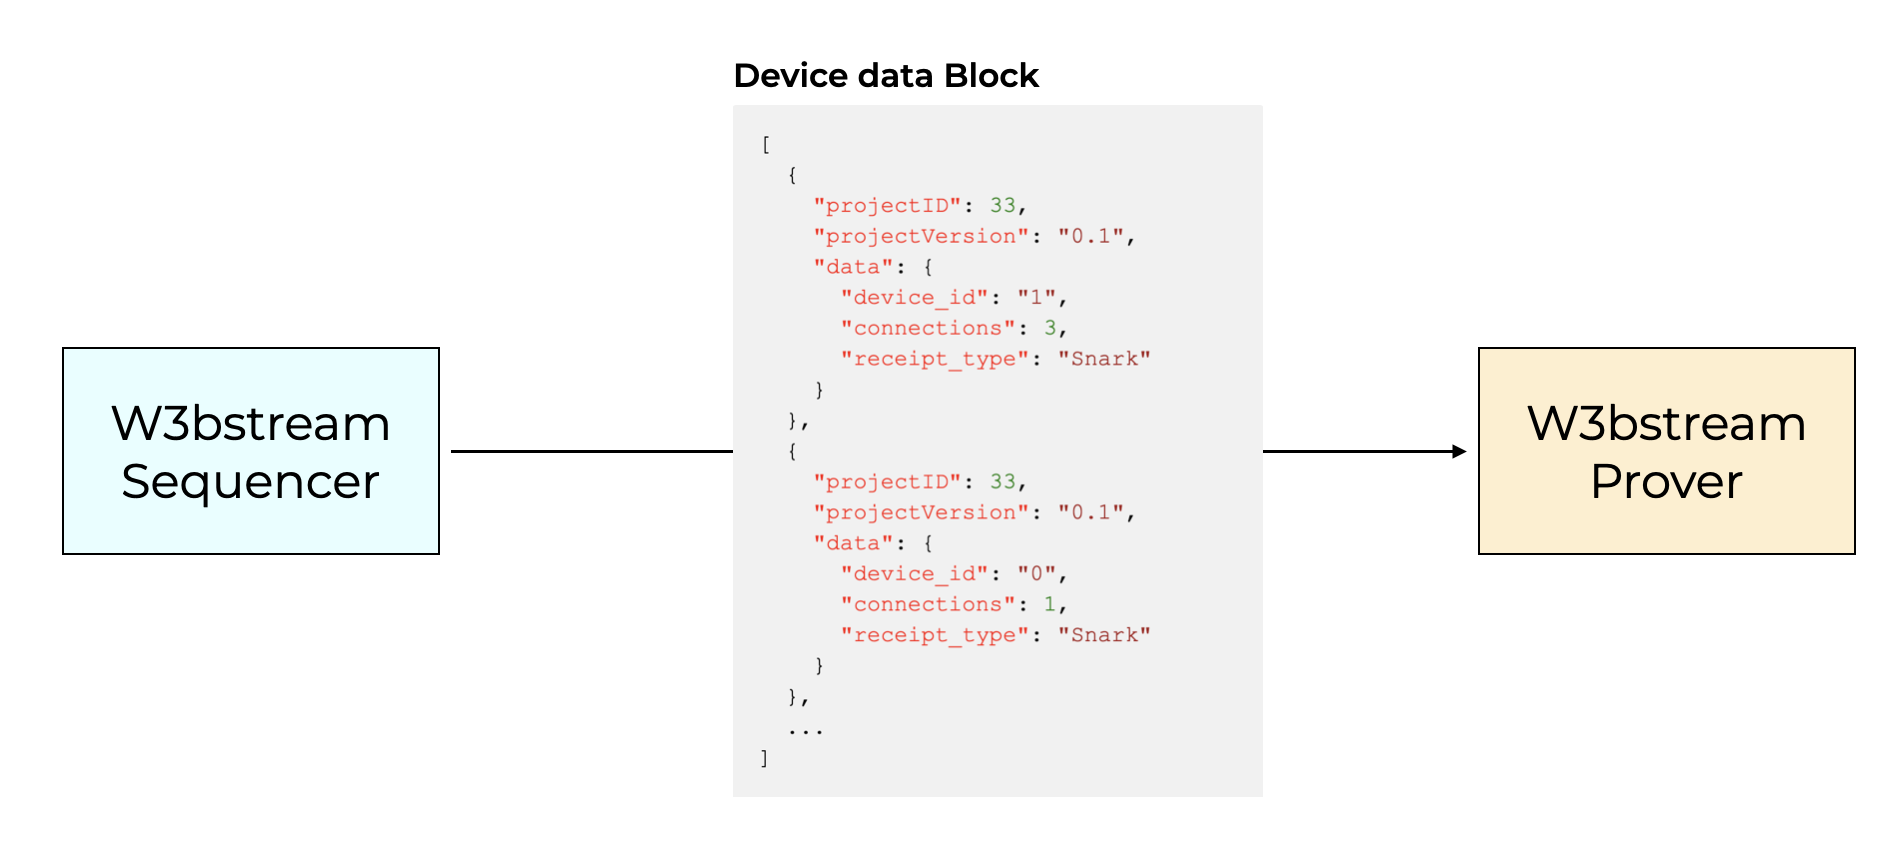 Device data Block
[
  {
    "projectID": 33,
    "projectVersion": "0.1",
    "data": {
      "device_id": "1",
      "connections": 3,
      "receipt_type": "Snark"
    }
  },
  {
    "projectID": 33,
    "projectVersion": "0.1",
    "data": {
      "device_id": "0",
      "connections": 1,
      "receipt_type": "Snark"
    }
  },
  ...
]
W3bstream
Sequencer
W3bstream
Prover